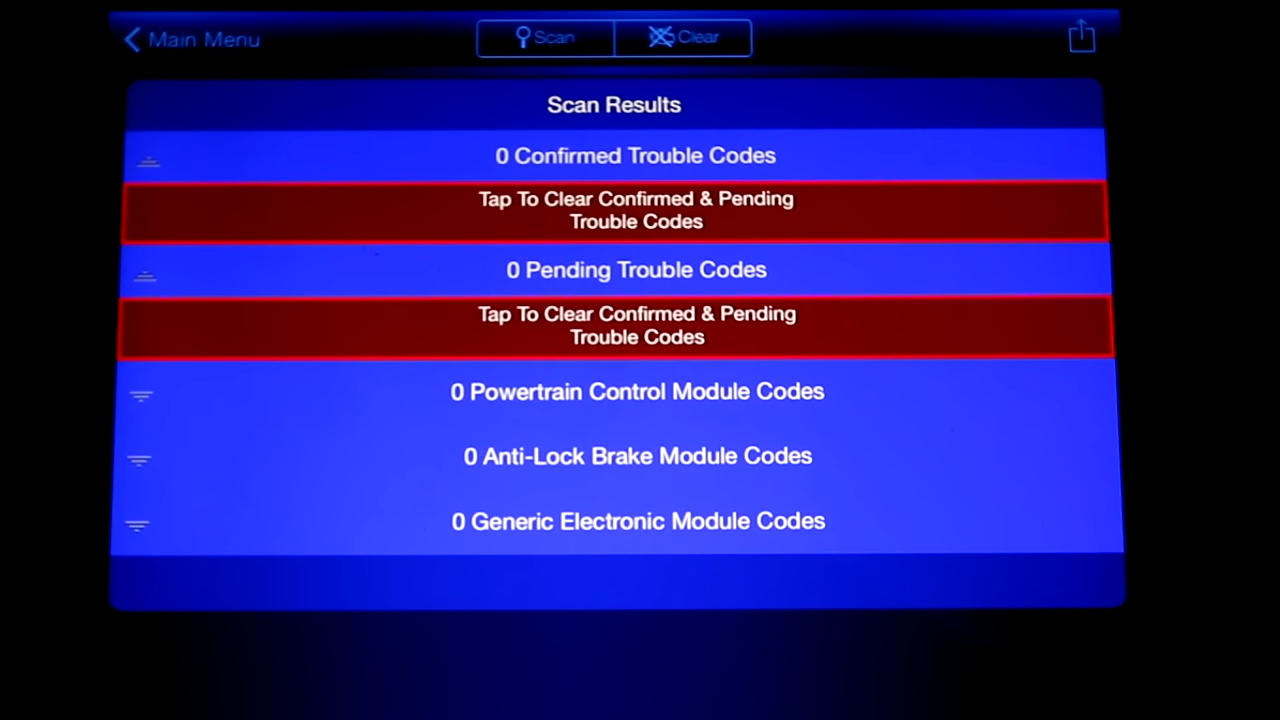 Main Menu
Scan
Clear
Scan Results
0 Confirmed Trouble Codes
Tap To Clear Confirmed & Pending
Trouble Codes
0 Pending Trouble Codes
Tap To Clear Confirmed & Pending
Trouble Codes
0 Powertrain Control Module Codes
0 Anti-Lock Brake Module Codes
0 Generic Electronic Module Codes